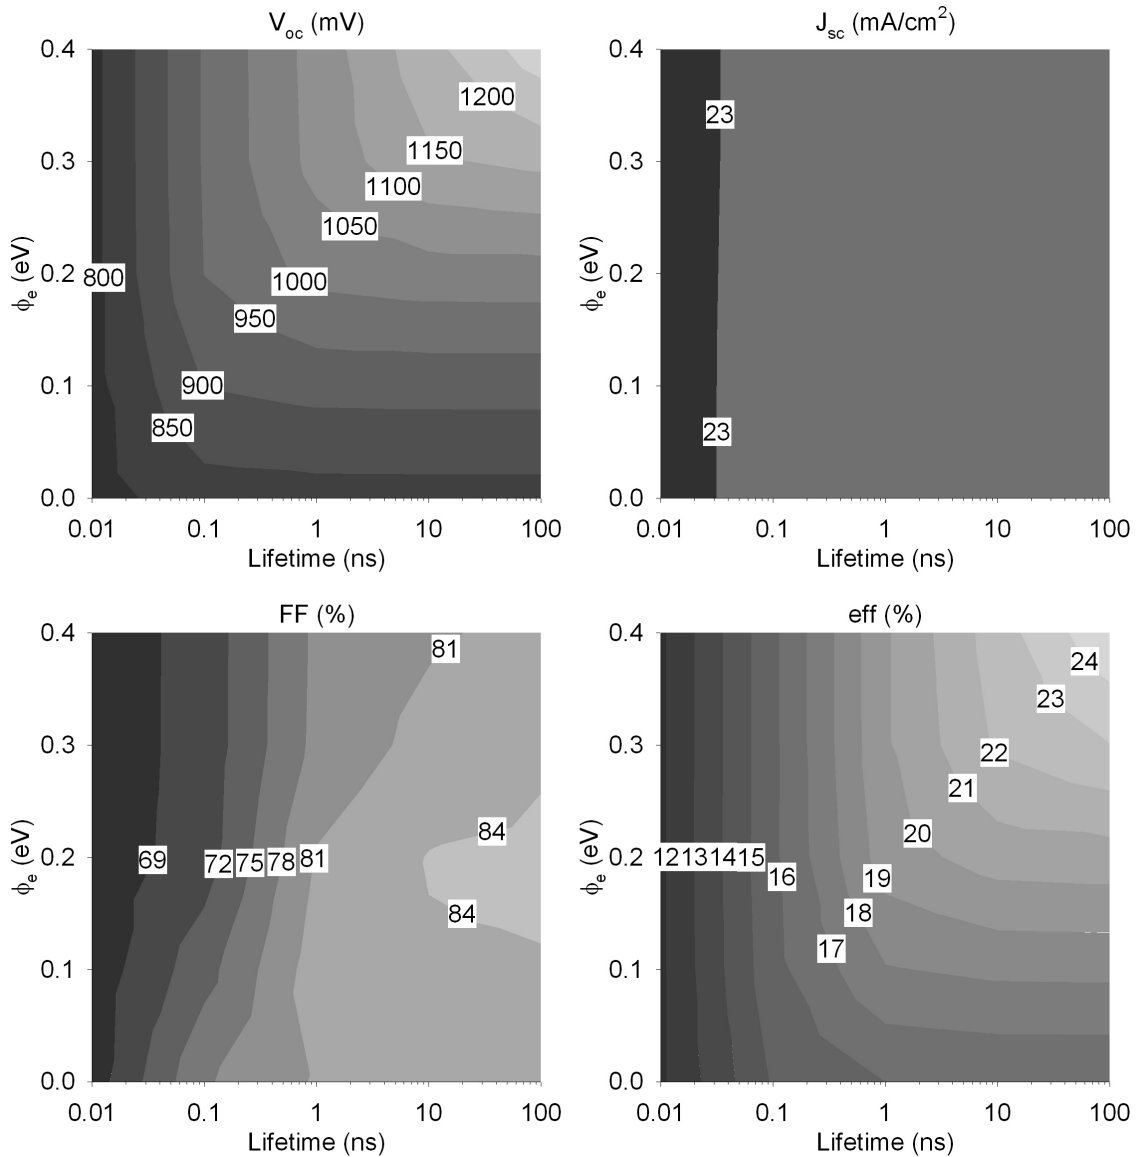 V_oc (mV)
0.4
0.3
0.2
0.1
0.0
ϕ_e (eV)
1200
1150
1100
1050
1000
950
900
850
800
0.01 0.1 1 10 100
Lifetime (ns)
J_sc (mA/cm²)
0.4
0.3
0.2
0.1
0.0
ϕ_e (eV)
23
23
0.01 0.1 1 10 100
Lifetime (ns)
FF (%)
0.4
0.3
0.2
0.1
0.0
ϕ_e (eV)
81
84
69 72 75 78 81
84
0.01 0.1 1 10 100
Lifetime (ns)
eff (%)
0.4
0.3
0.2
0.1
0.0
ϕ_e (eV)
24
23
22
21
20
12 13 14 15
16
19
18
17
0.01 0.1 1 10 100
Lifetime (ns)